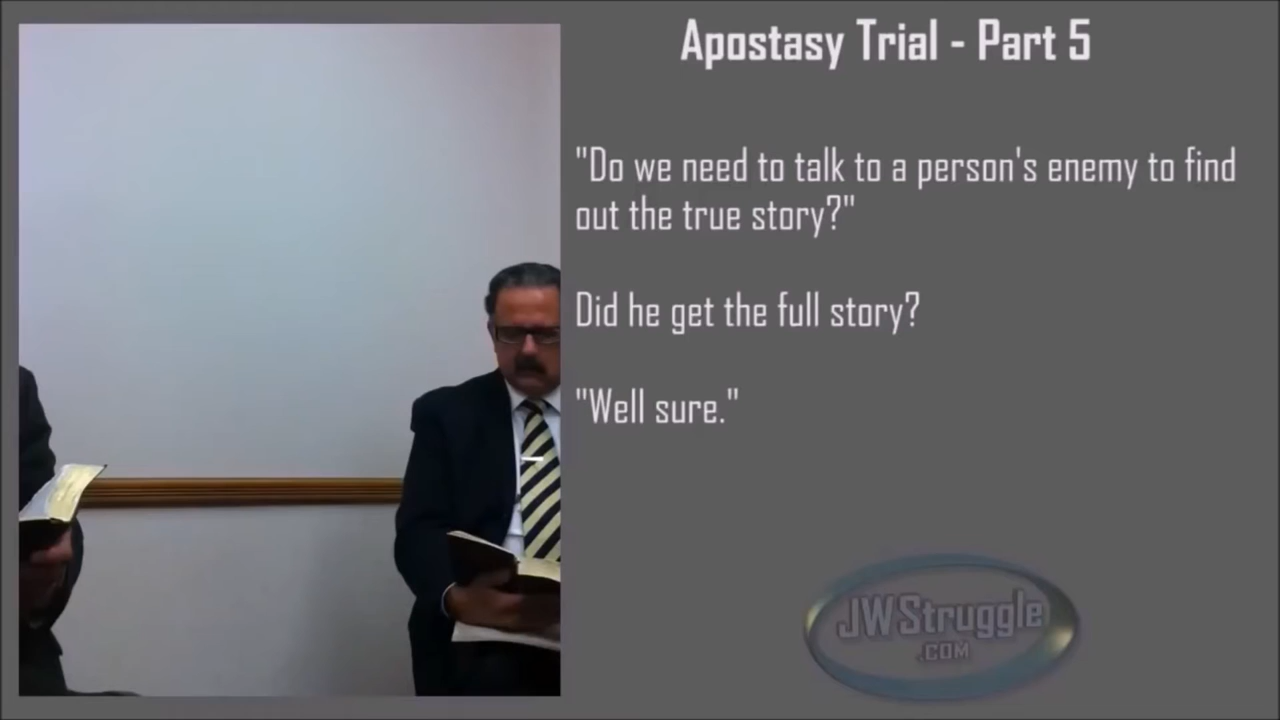 Apostasy Trial - Part 5
"Do we need to talk to a person's enemy to find
out the true story?"
Did he get the full story?
"Well sure."
JWStruggle
.COM